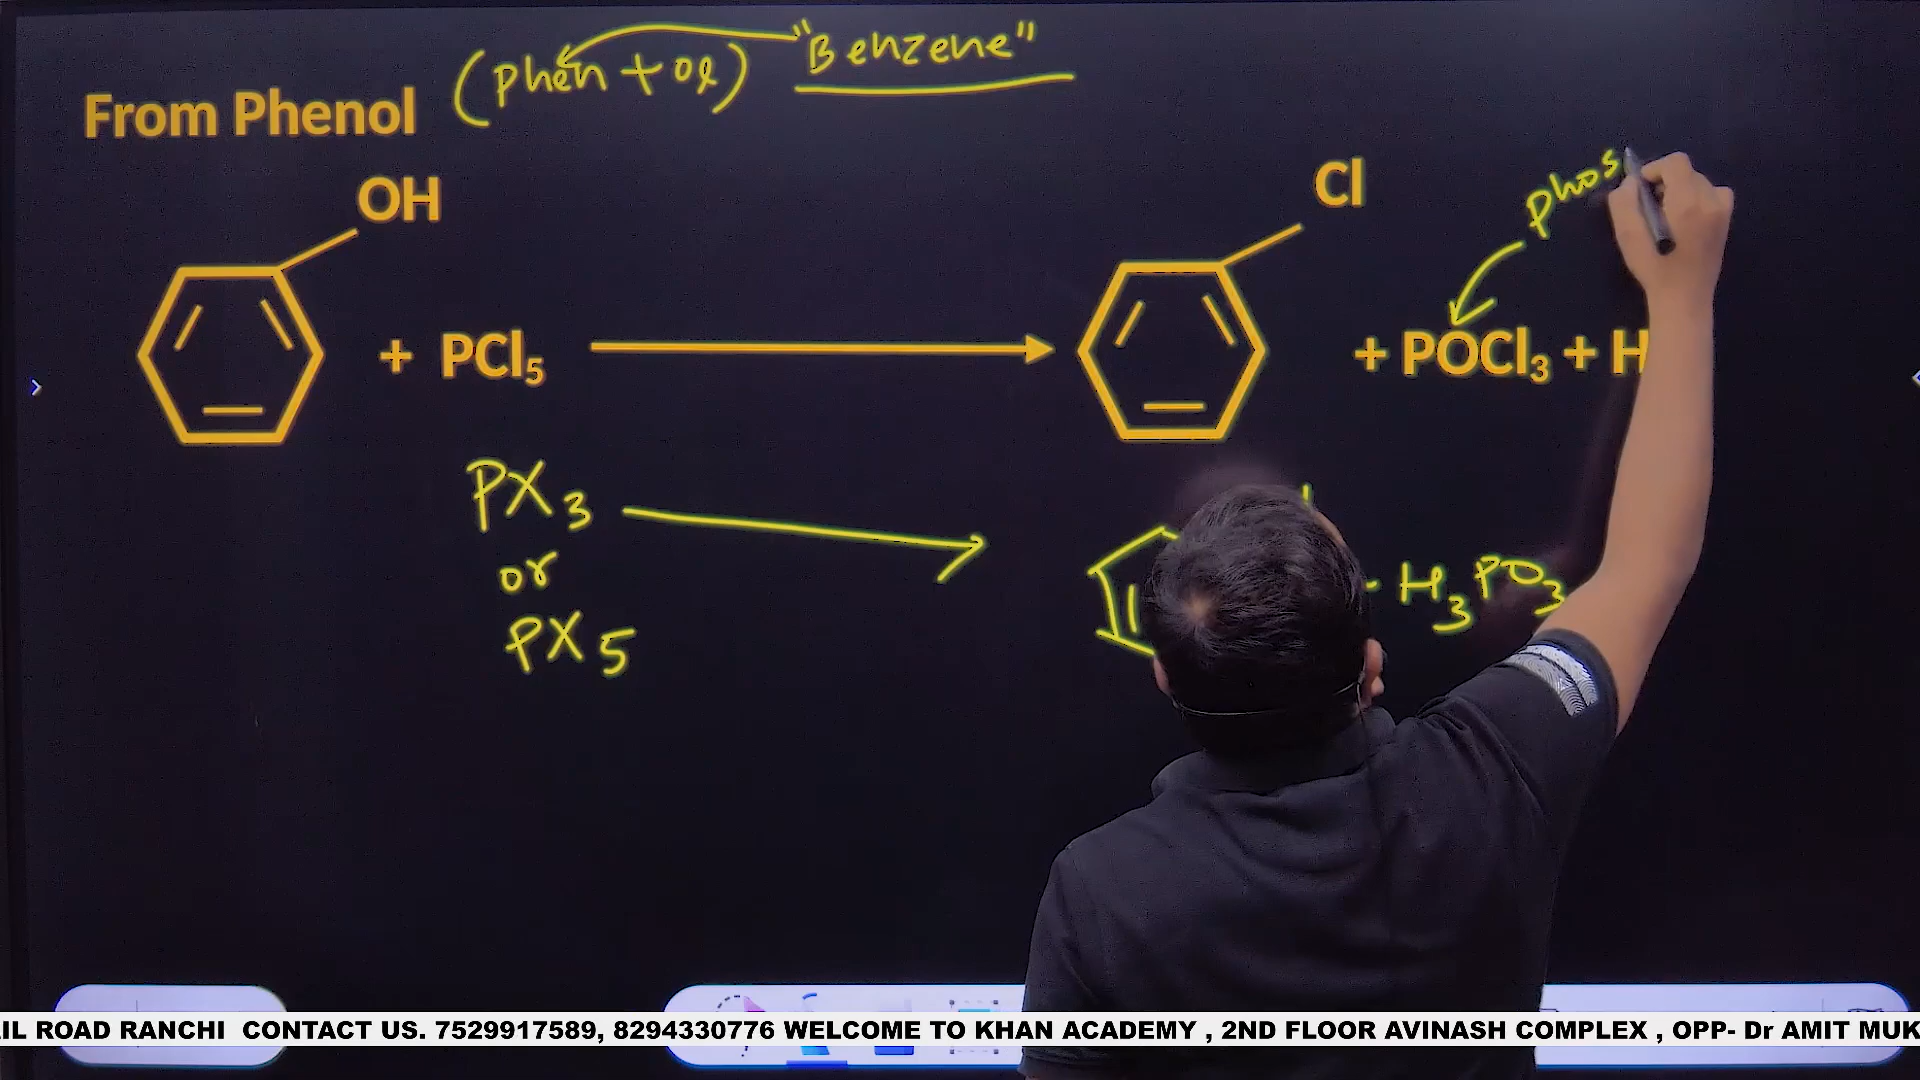 (Phen + ol) "Benzene"
From Phenol
OH
Cl
phos
+ PCl₅
+ POCl₃ + H
PX₃
or
PX₅
H₃PO₃
IL ROAD RANCHI CONTACT US. 7529917589, 8294330776 WELCOME TO KHAN ACADEMY , 2ND FLOOR AVINASH COMPLEX , OPP- Dr AMIT MUK